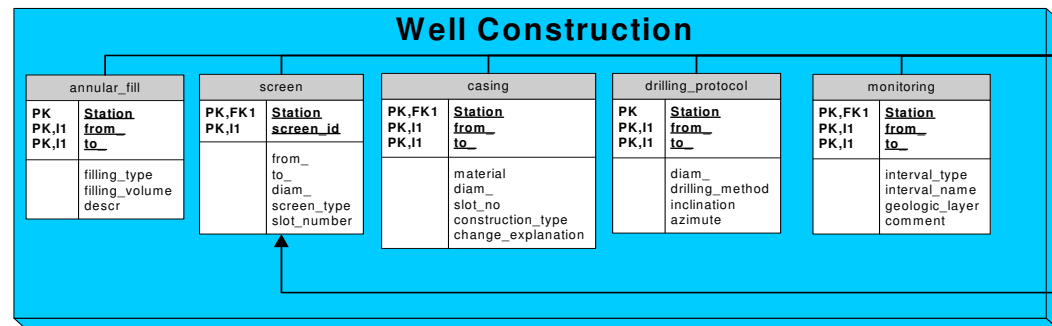 Well Construction
annular_fill
PK Station
PK,I1 from_
PK,I1 to_
filling_type
filling_volume
descr
screen
PK,FK1 Station
PK,I1 screen_id
from_
to_
diam_
screen_type
slot_number
casing
PK,FK1 Station
PK,I1 from_
PK,I1 to_
material
diam_
slot_no
construction_type
change_explanation
drilling_protocol
PK Station
PK,I1 from_
PK,I1 to_
diam_
drilling_method
inclination
azimute
monitoring
PK,FK1 Station
PK,I1 from_
PK,I1 to_
interval_type
interval_name
geologic_layer
comment